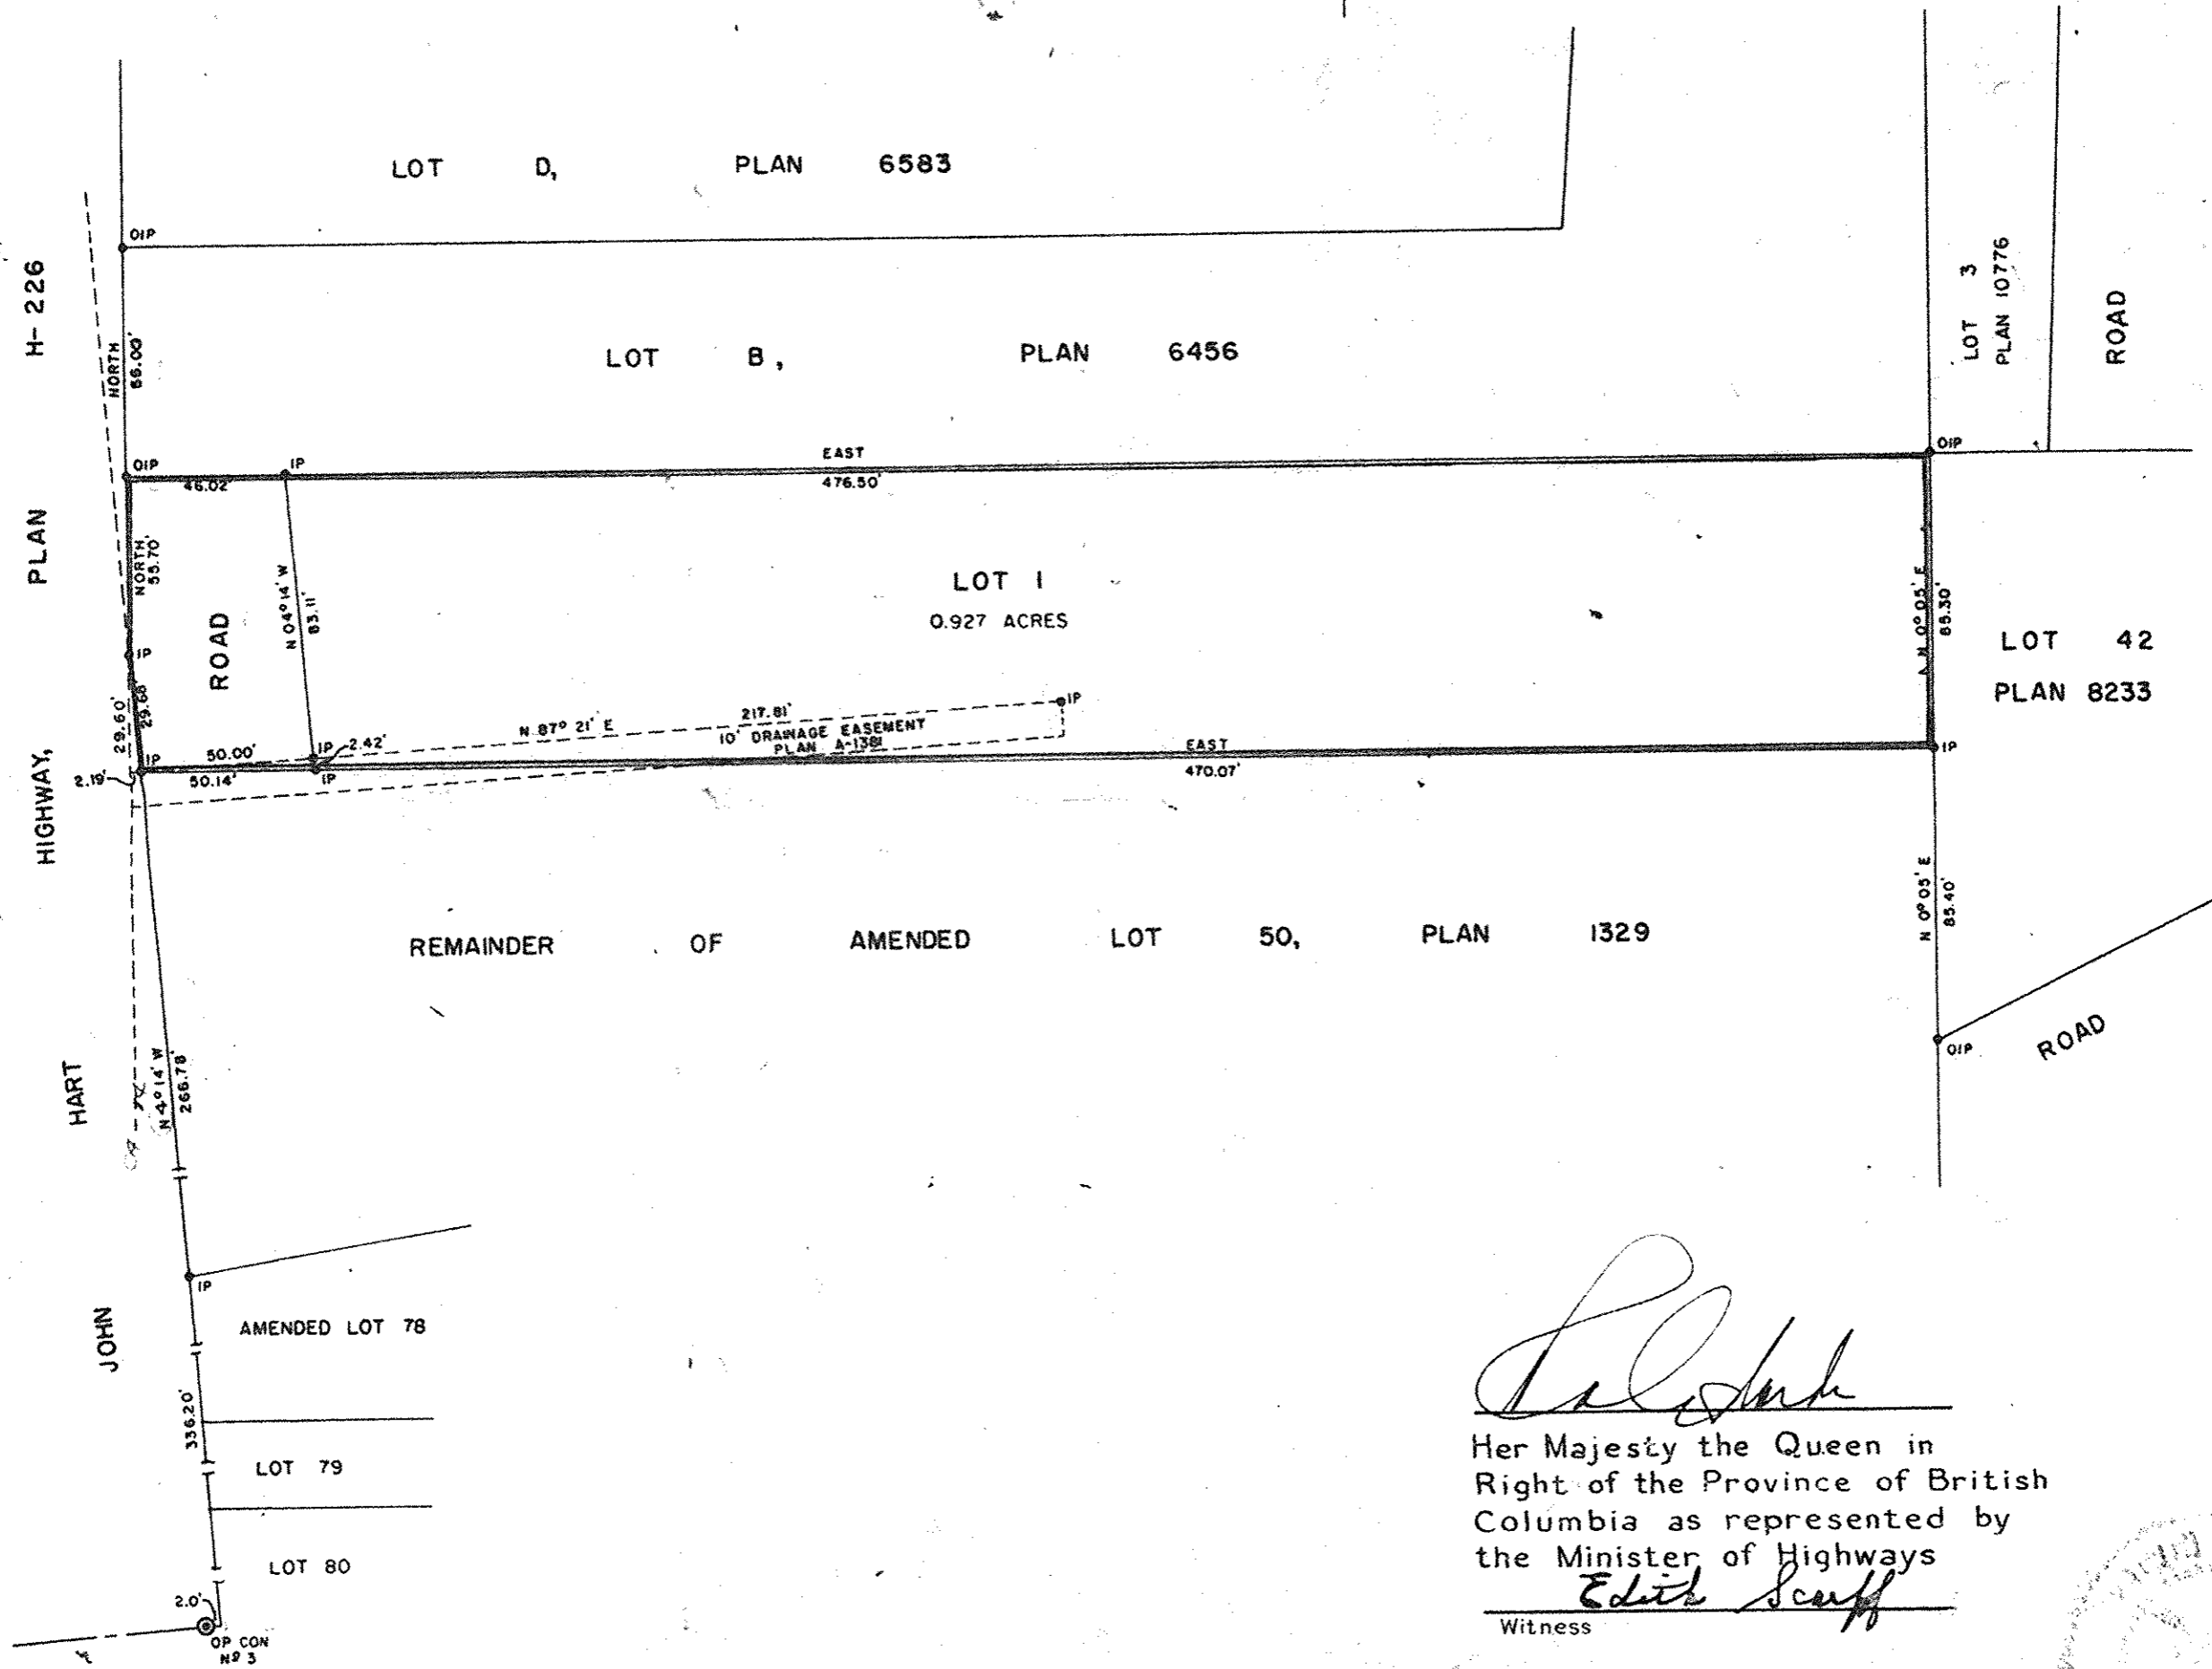 LOT D, PLAN 6583
OIP
H-226
NORTH
66.00'
LOT B, PLAN 6456
LOT 3
PLAN 10776
ROAD
OIP
IP
EAST
OIP
46.02'
476.50'
PLAN
NORTH
55.70'
N 04° 14' W
83.11'
ROAD
LOT 1
0.927 ACRES
N 0° 05' E
85.30'
LOT 42
PLAN 8233
IP
29.60'
29.68'
IP
217.81'
N 87° 21' E
10' DRAINAGE EASEMENT
PLAN A-1381
IP
50.00'
IP
2.42'
EAST
IP
2.19'
50.14'
IP
470.07'
HIGHWAY,
N 0° 05' E
85.40'
REMAINDER OF AMENDED LOT 50, PLAN 1329
OIP
ROAD
HART
N 4° 14' W
266.78'
IP
JOHN
AMENDED LOT 78
336.20'
LOT 79
LOT 80
2.0'
OP CON
Nº 3
Her Majesty the Queen in
Right of the Province of British
Columbia as represented by
the Minister of Highways
Edith Scarff
Witness